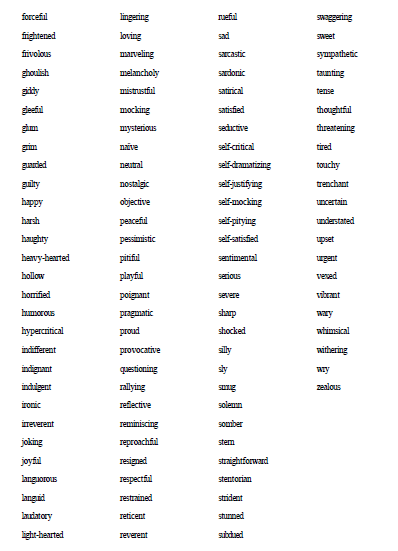 forceful lingering rueful swaggering
frightened loving sad sweet
frivolous marveling sarcastic sympathetic
ghoulish melancholy sardonic taunting
giddy mistrustful satirical tense
gleeful mocking satisfied thoughtful
glum mysterious seductive threatening
grim naïve self-critical tired
guarded neutral self-dramatizing touchy
guilty nostalgic self-justifying trenchant
happy objective self-mocking uncertain
harsh peaceful self-pitying understated
haughty pessimistic self-satisfied upset
heavy-hearted pitiful sentimental urgent
hollow playful serious vexed
horrified poignant severe vibrant
humorous pragmatic sharp wary
hypercritical proud shocked whimsical
indifferent provocative silly withering
indignant questioning sly wry
indulgent rallying smug zealous
ironic reflective solemn
irreverent reminiscing somber
joking reproachful stern
joyful resigned straightforward
languorous respectful stentorian
languid restrained strident
laudatory reticent stunned
light-hearted reverent subdued